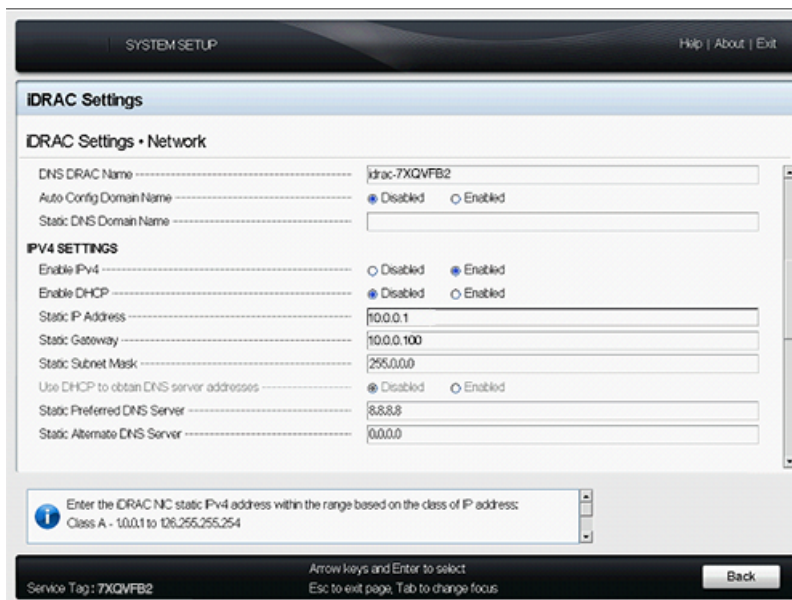 SYSTEM SETUP
Help | About | Exit
iDRAC Settings
iDRAC Settings • Network
DNS DRAC Name idrac-7XQVFB2
Auto Config Domain Name Disabled Enabled
Static DNS Domain Name
IPV4 SETTINGS
Enable IPv4 Disabled Enabled
Enable DHCP Disabled Enabled
Static IP Address 10.0.0.1
Static Gateway 10.0.0.100
Static Subnet Mask 255.0.0.0
Use DHCP to obtain DNS server addresses Disabled Enabled
Static Preferred DNS Server 8.8.8.8
Static Alternate DNS Server 0.0.0.0
Enter the iDRAC NIC static IPv4 address within the range based on the class of IP address:
Class A - 1.0.0.1 to 126.255.255.254
Arrow keys and Enter to select
Service Tag : 7XQVFB2
Esc to exit page, Tab to change focus
Back